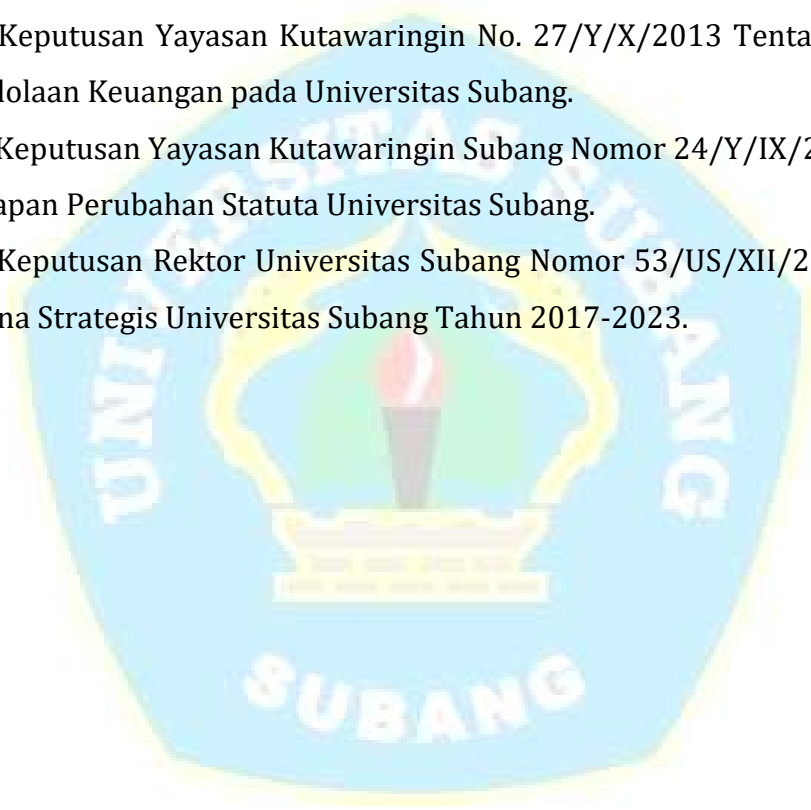 Keputusan Yayasan Kutawaringin No. 27/Y/X/2013 Tenta
lolaan Keuangan pada Universitas Subang.
Keputusan Yayasan Kutawaringin Subang Nomor 24/Y/IX/2
apan Perubahan Statuta Universitas Subang.
Keputusan Rektor Universitas Subang Nomor 53/US/XII/2
na Strategis Universitas Subang Tahun 2017-2023.
UNIVERSITAS SUBANG
SUBANG